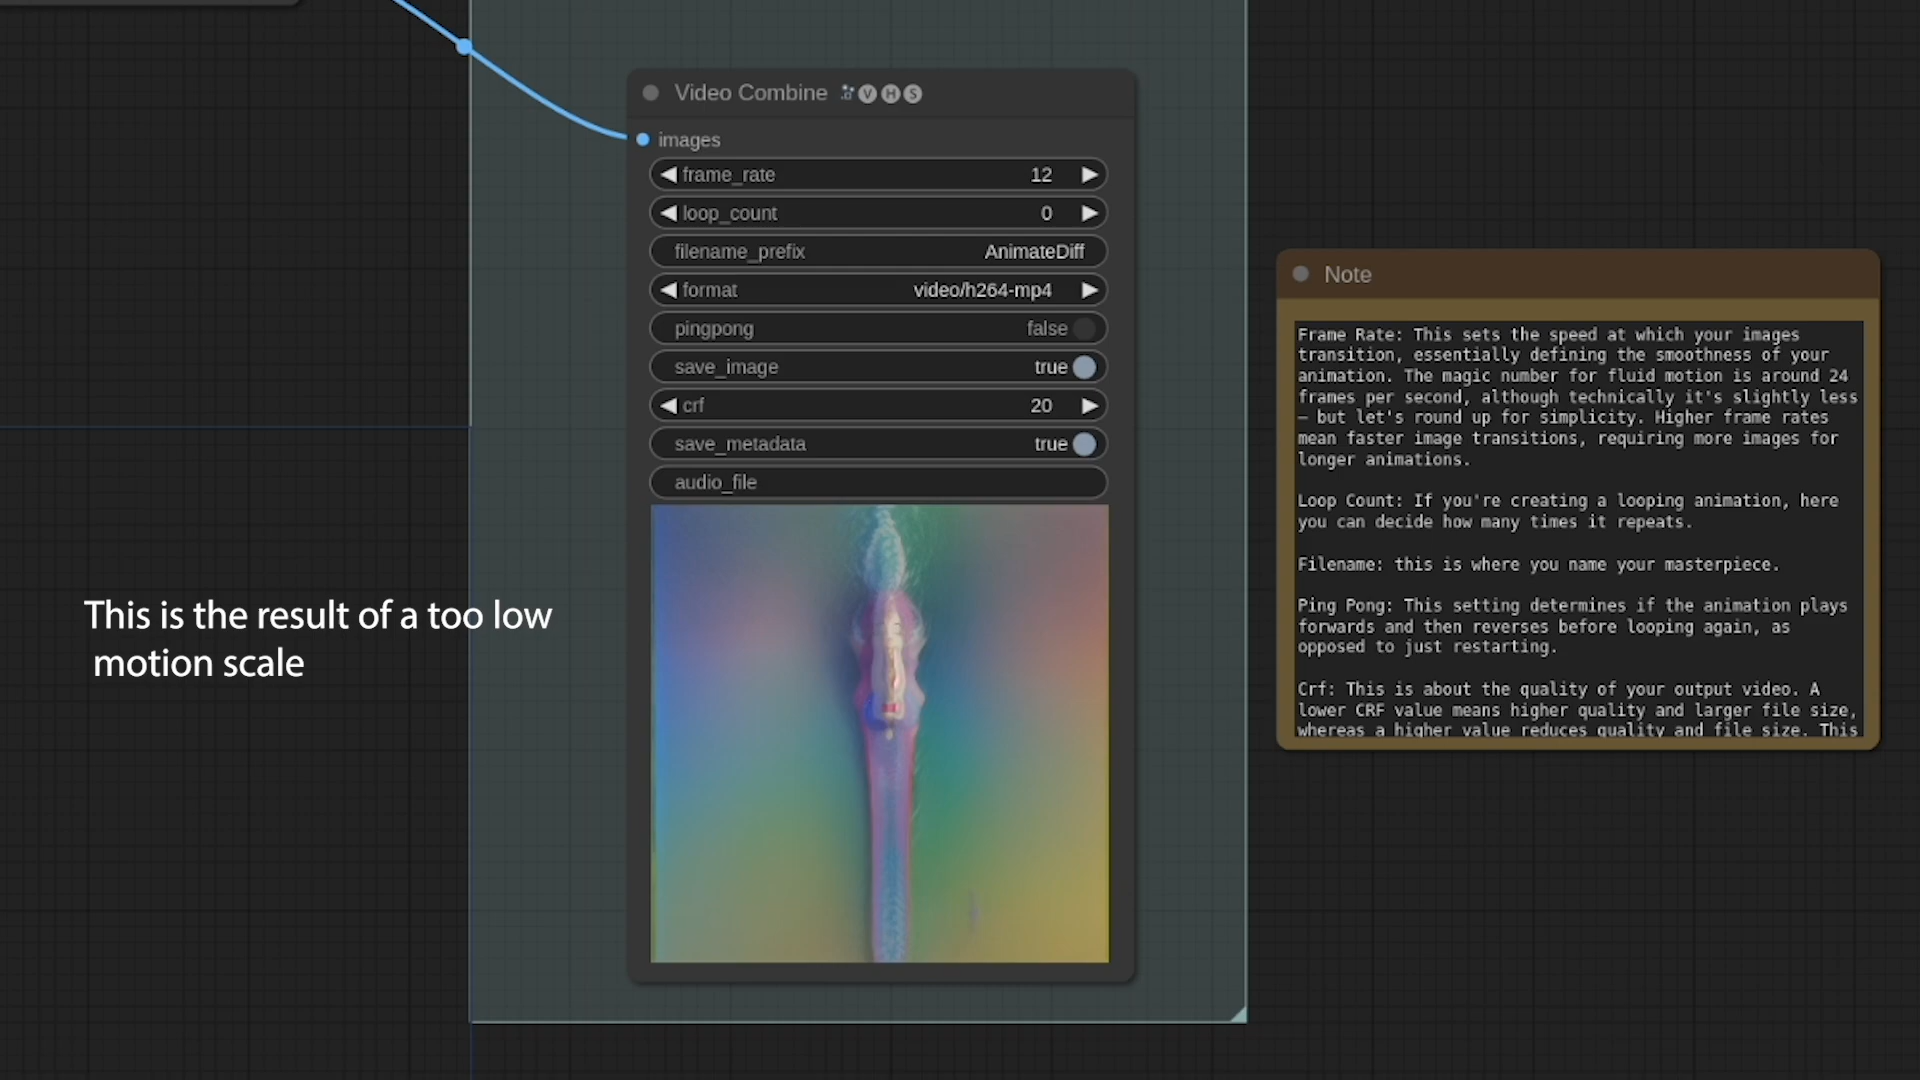 Video Combine VHS
images
frame_rate 12
loop_count 0
filename_prefix AnimateDiff
format video/h264-mp4
pingpong false
save_image true
crf 20
save_metadata true
audio_file
This is the result of a too low
motion scale
Note
Frame Rate: This sets the speed at which your images
transition, essentially defining the smoothness of your
animation. The magic number for fluid motion is around 24
frames per second, although technically it's slightly less
— but let's round up for simplicity. Higher frame rates
mean faster image transitions, requiring more images for
longer animations.
Loop Count: If you're creating a looping animation, here
you can decide how many times it repeats.
Filename: this is where you name your masterpiece.
Ping Pong: This setting determines if the animation plays
forwards and then reverses before looping again, as
opposed to just restarting.
Crf: This is about the quality of your output video. A
lower CRF value means higher quality and larger file size,
whereas a higher value reduces quality and file size. This